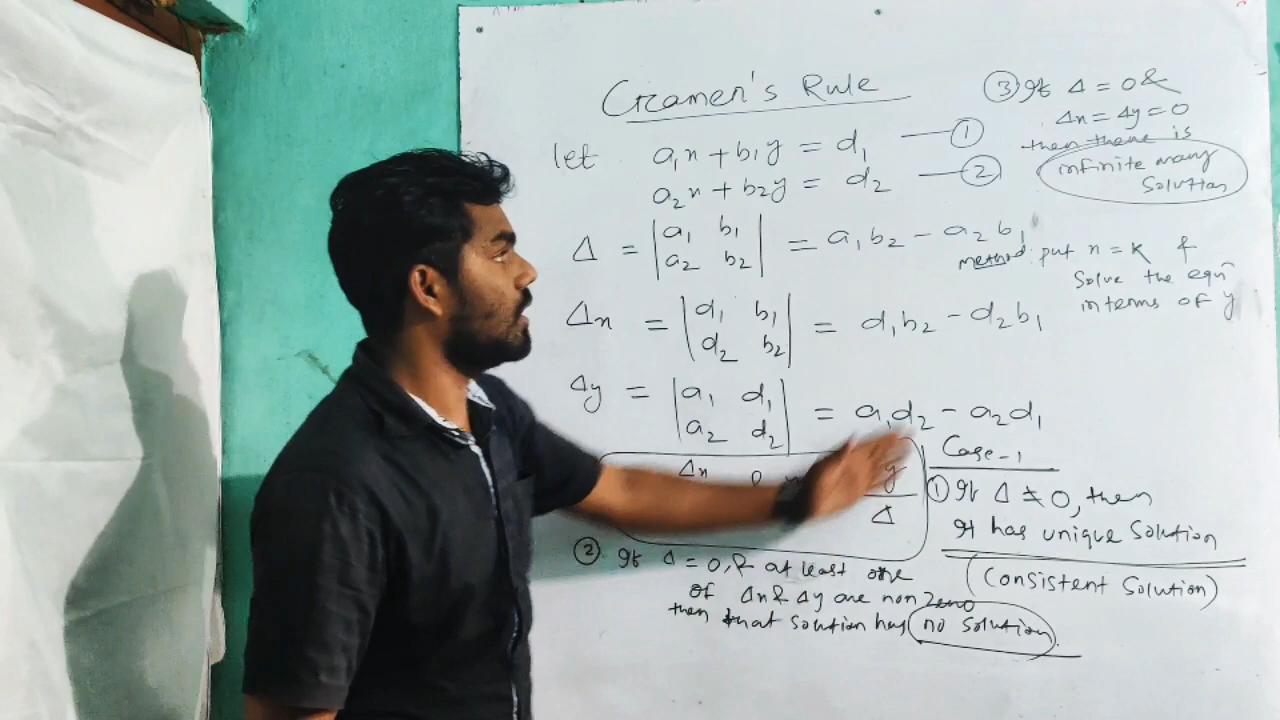 Cramer's Rule
let a₁x + b₁y = d₁ — ①
a₂x + b₂y = d₂ — ②
Δ = |a₁ b₁| = a₁b₂ - a₂b₁
|a₂ b₂|
Δx = |d₁ b₁| = d₁b₂ - d₂b₁
|d₂ b₂|
Δy = |a₁ d₁| = a₁d₂ - a₂d₁
|a₂ d₂|
Δx
y
Δ
② If Δ = 0, & at least one
of Δx & Δy are non zero
then that solution has no solution
③ If Δ = 0 &
Δx = Δy = 0
then there is
infinite many
Solution
method: put x = K &
Solve the eqⁿ
in terms of y
Case-1
① If Δ ≠ 0, then
It has unique Solution
(Consistent Solution)